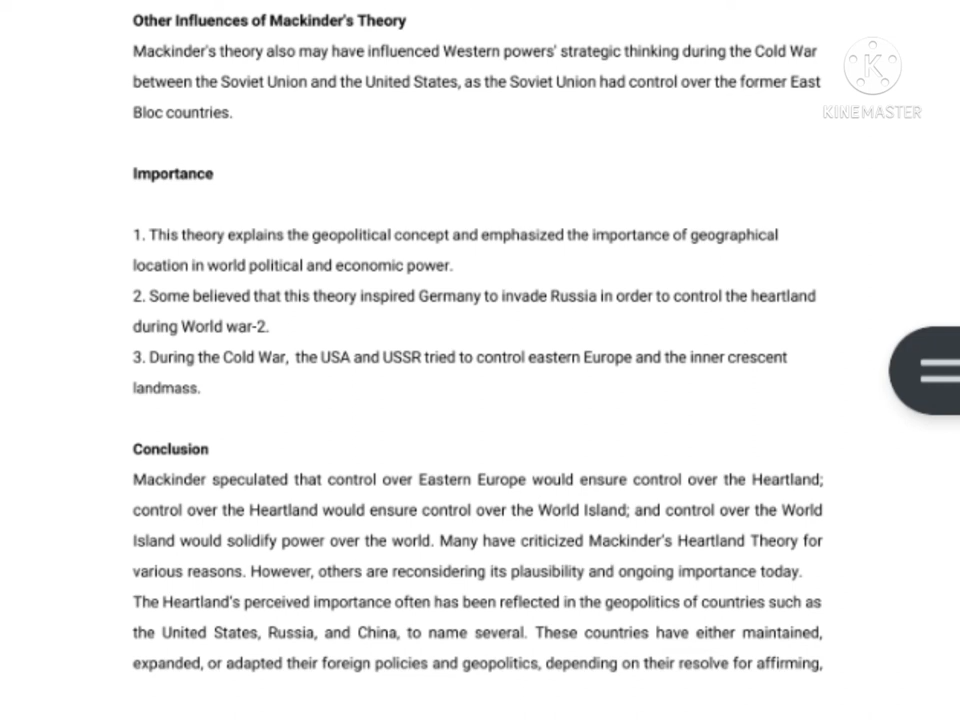 Other Influences of Mackinder's Theory
Mackinder's theory also may have influenced Western powers' strategic thinking during the Cold War
between the Soviet Union and the United States, as the Soviet Union had control over the former East
Bloc countries.
K
KINEMASTER
Importance
1. This theory explains the geopolitical concept and emphasized the importance of geographical
location in world political and economic power.
2. Some believed that this theory inspired Germany to invade Russia in order to control the heartland
during World war-2.
3. During the Cold War, the USA and USSR tried to control eastern Europe and the inner crescent
landmass.
Conclusion
Mackinder speculated that control over Eastern Europe would ensure control over the Heartland;
control over the Heartland would ensure control over the World Island; and control over the World
Island would solidify power over the world. Many have criticized Mackinder's Heartland Theory for
various reasons. However, others are reconsidering its plausibility and ongoing importance today.
The Heartland's perceived importance often has been reflected in the geopolitics of countries such as
the United States, Russia, and China, to name several. These countries have either maintained,
expanded, or adapted their foreign policies and geopolitics, depending on their resolve for affirming,